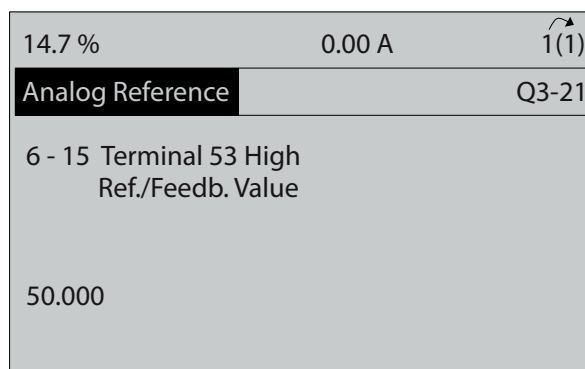 14.7 % 0.00 A 1(1)
Analog Reference Q3-21
6 - 15 Terminal 53 High
Ref./Feedb. Value
50.000